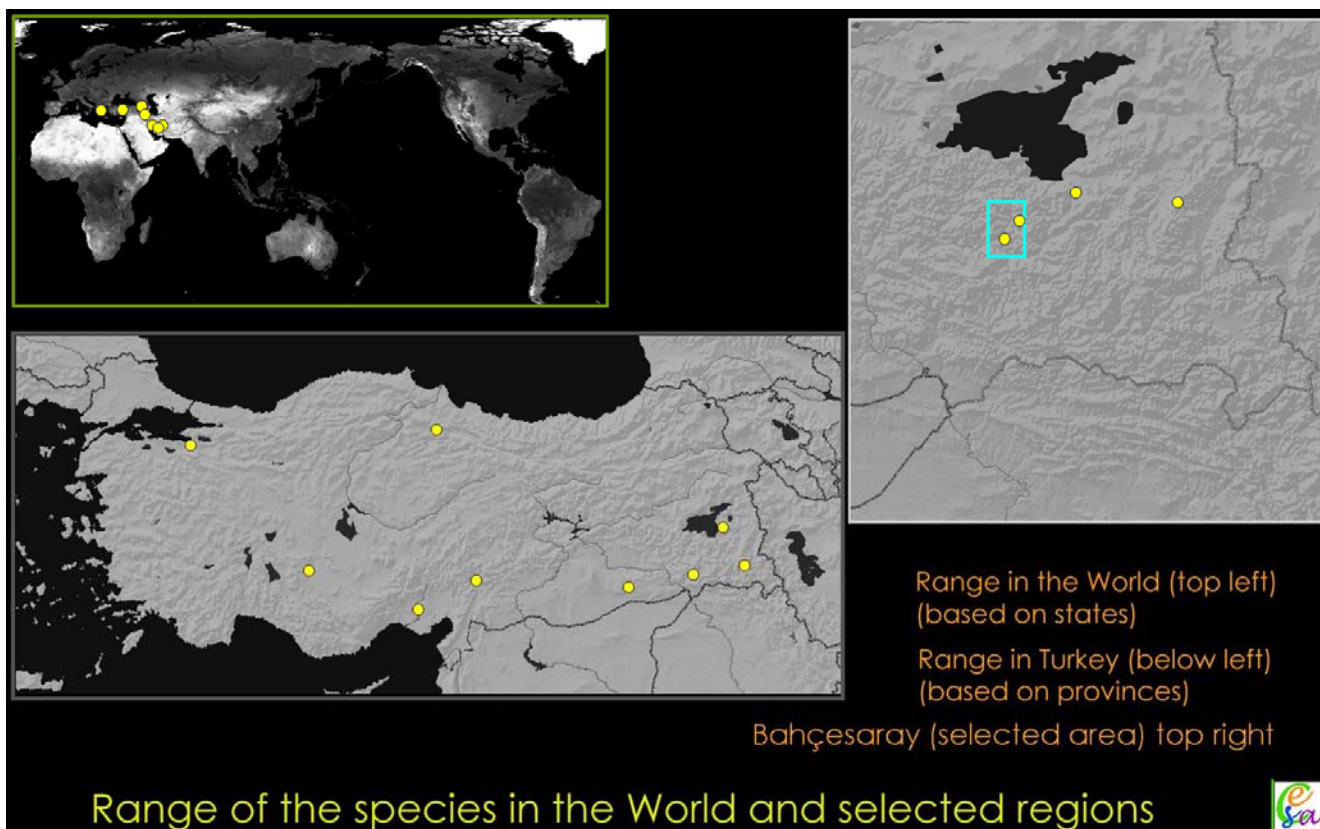 Range in the World (top left)
(based on states)
Range in Turkey (below left)
(based on provinces)
Bahçesaray (selected area) top right
Range of the species in the World and selected regions
esa